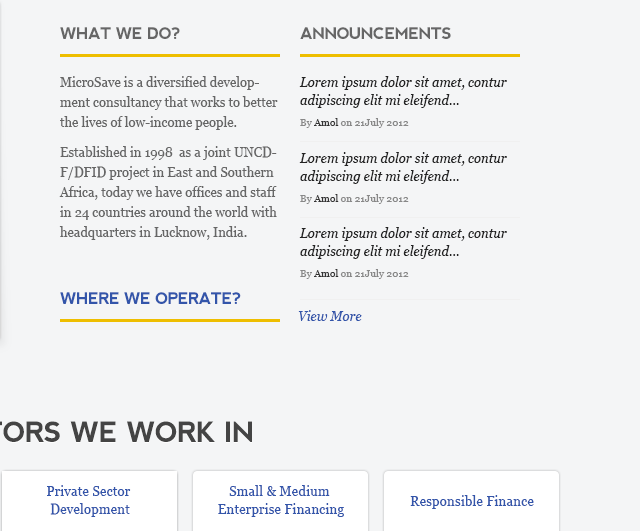 WHAT WE DO?
MicroSave is a diversified develop-
ment consultancy that works to better
the lives of low-income people.
Established in 1998 as a joint UNCD-
F/DFID project in East and Southern
Africa, today we have offices and staff
in 24 countries around the world with
headquarters in Lucknow, India.
WHERE WE OPERATE?
ANNOUNCEMENTS
Lorem ipsum dolor sit amet, contur
adipiscing elit mi eleifend...
By Amol on 21July 2012
Lorem ipsum dolor sit amet, contur
adipiscing elit mi eleifend...
By Amol on 21July 2012
Lorem ipsum dolor sit amet, contur
adipiscing elit mi eleifend...
By Amol on 21July 2012
View More
TORS WE WORK IN
Private Sector
Development
Small & Medium
Enterprise Financing
Responsible Finance